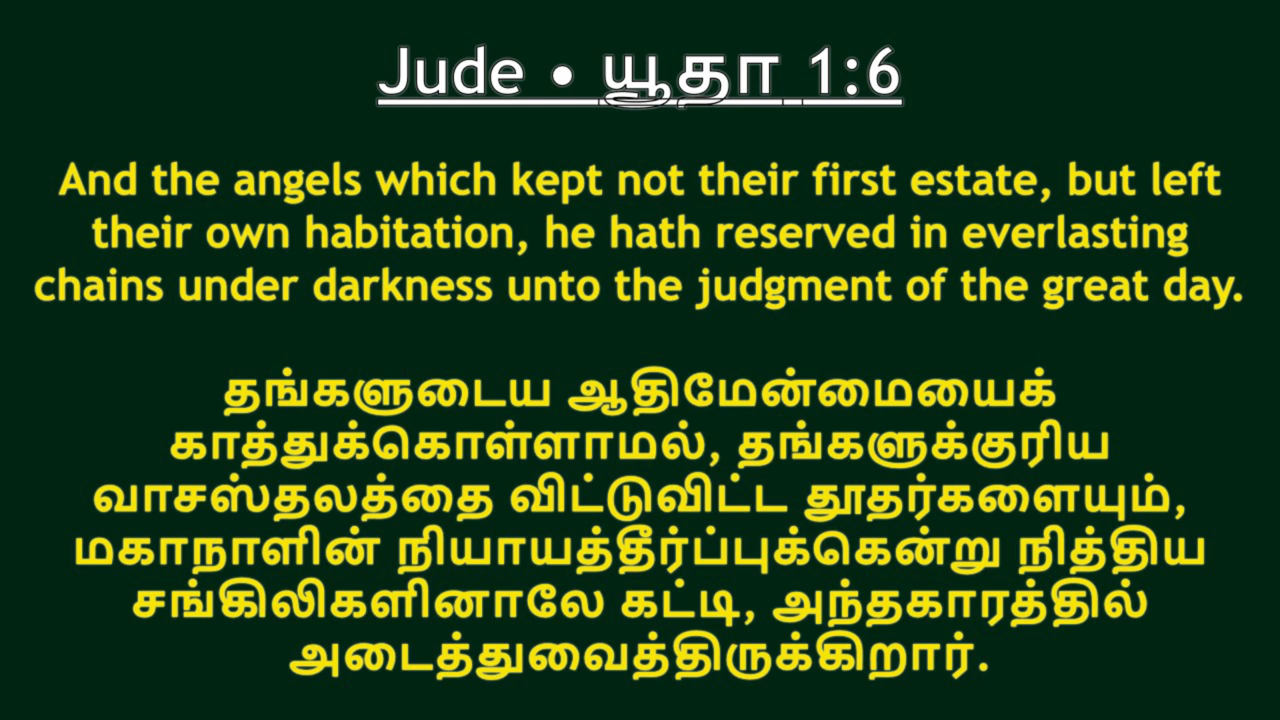 Jude • யூதா 1:6
And the angels which kept not their first estate, but left
their own habitation, he hath reserved in everlasting
chains under darkness unto the judgment of the great day.
தங்களுடைய ஆதிமேன்மையைக்
காத்துக்கொள்ளாமல், தங்களுக்குரிய
வாசஸ்தலத்தை விட்டுவிட்ட தூதர்களையும்,
மகாநாளின் நியாயத்தீர்ப்புக்கென்று நித்திய
சங்கிலிகளினாலே கட்டி, அந்தகாரத்தில்
அடைத்துவைத்திருக்கிறார்.